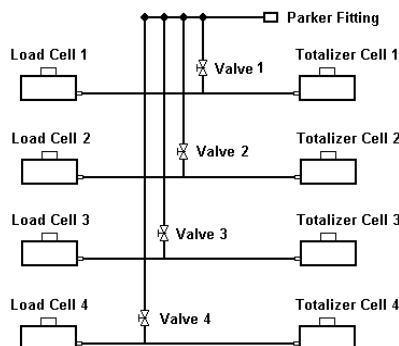 Parker Fitting
Load Cell 1
Valve 1
Totalizer Cell 1
Load Cell 2
Valve 2
Totalizer Cell 2
Load Cell 3
Valve 3
Totalizer Cell 3
Load Cell 4
Valve 4
Totalizer Cell 4